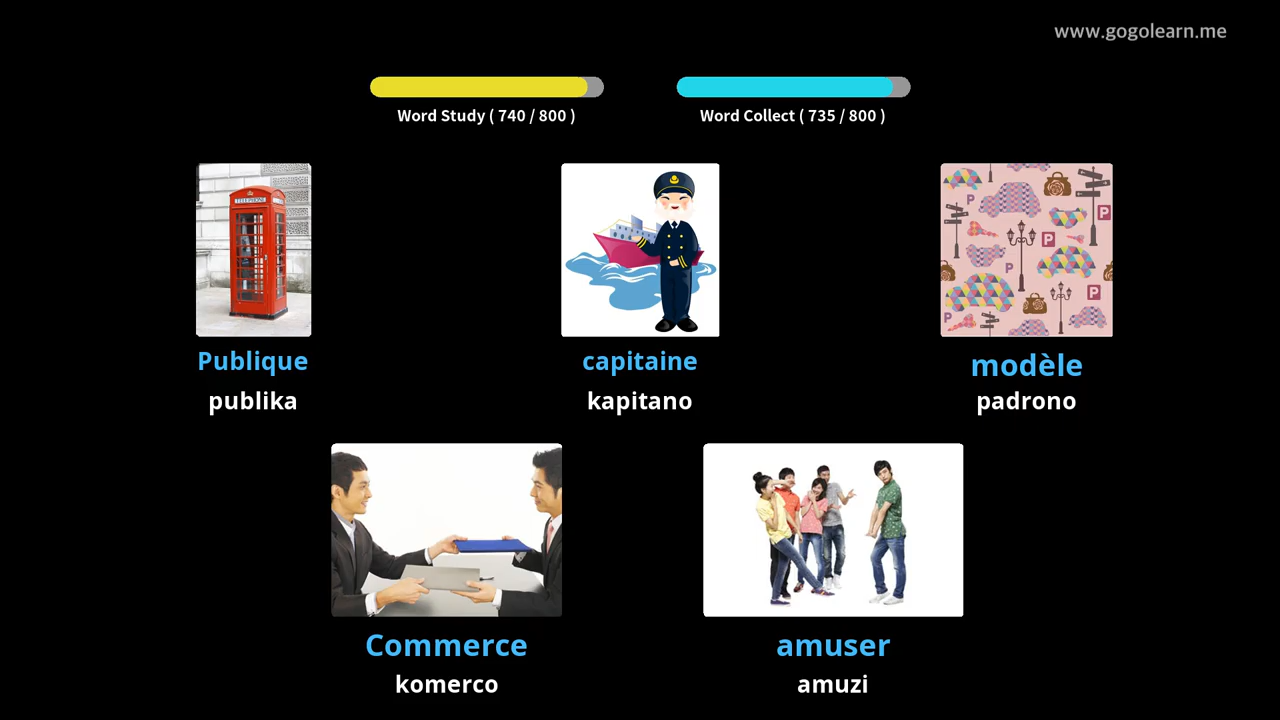 www.gogolearn.me
Word Study ( 740 / 800 )
Word Collect ( 735 / 800 )
TELEPHONE
P
P
P
P
P
P
Publique
capitaine
modèle
publika
kapitano
padrono
Commerce
amuser
komerco
amuzi